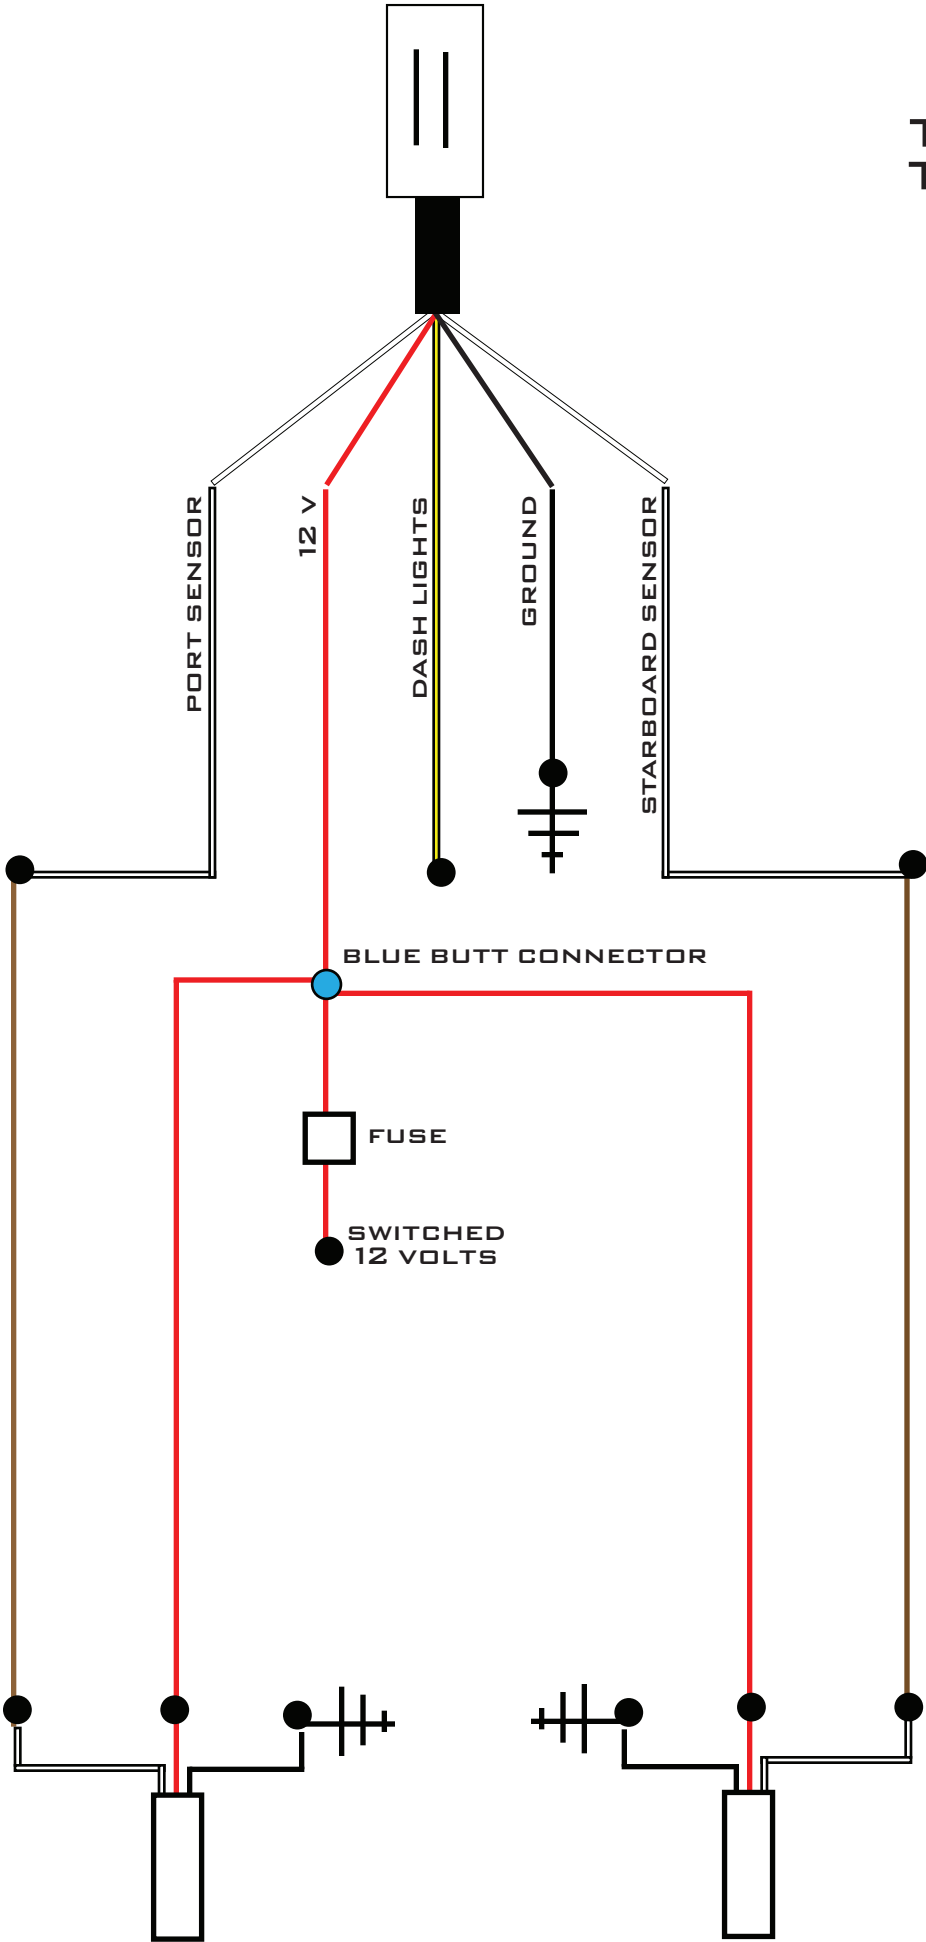 T
T
PORT SENSOR
12 V
DASH LIGHTS
GROUND
STARBOARD SENSOR
BLUE BUTT CONNECTOR
FUSE
SWITCHED
12 VOLTS